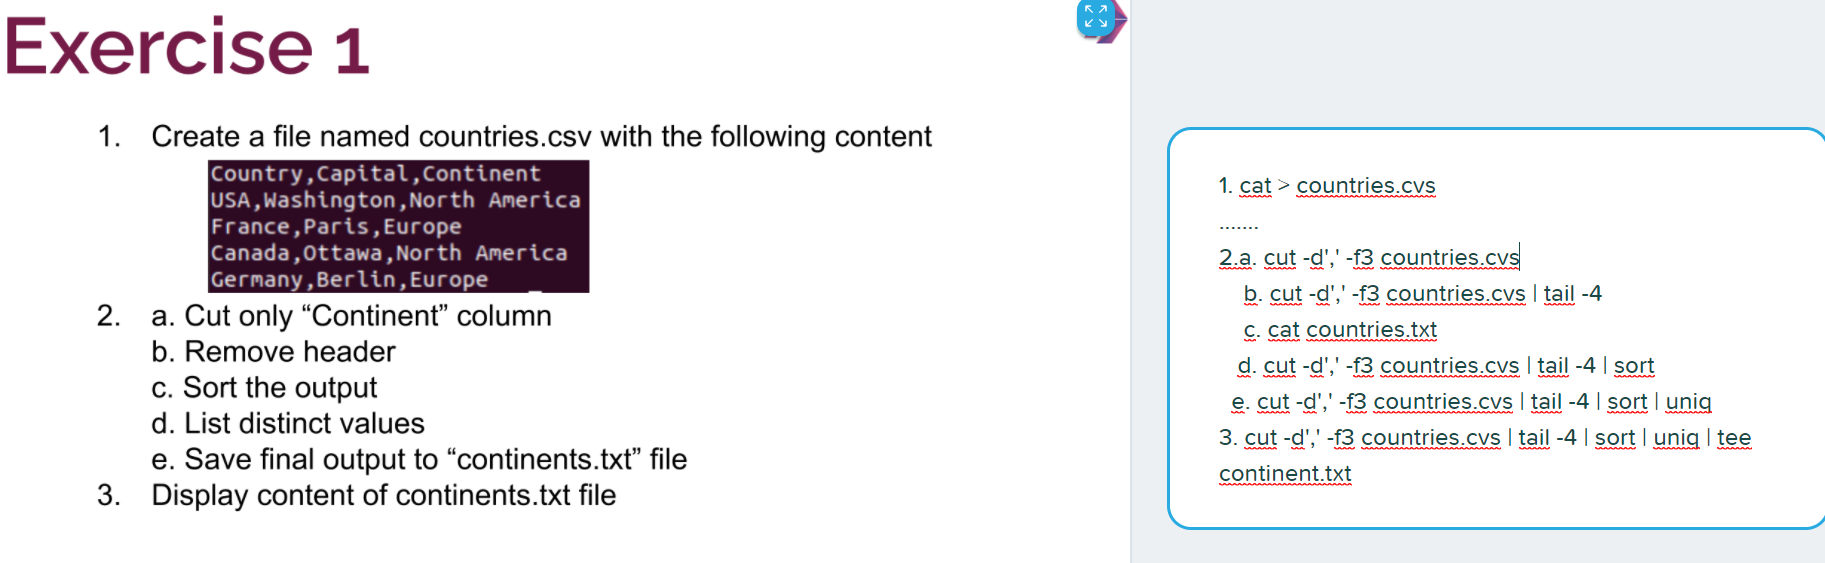 Exercise 1
1. Create a file named countries.csv with the following content
Country,Capital,Continent
USA,Washington,North America
France,Paris,Europe
Canada,Ottawa,North America
Germany,Berlin,Europe
2. a. Cut only “Continent” column
b. Remove header
c. Sort the output
d. List distinct values
e. Save final output to “continents.txt” file
3. Display content of continents.txt file
1. cat > countries.cvs
.......
2.a. cut -d',' -f3 countries.cvs
b. cut -d',' -f3 countries.cvs | tail -4
c. cat countries.txt
d. cut -d',' -f3 countries.cvs | tail -4 | sort
e. cut -d',' -f3 countries.cvs | tail -4 | sort | uniq
3. cut -d',' -f3 countries.cvs | tail -4 | sort | uniq | tee
continent.txt